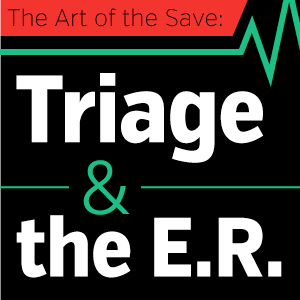 The Art of the Save:
Triage
&
the E.R.